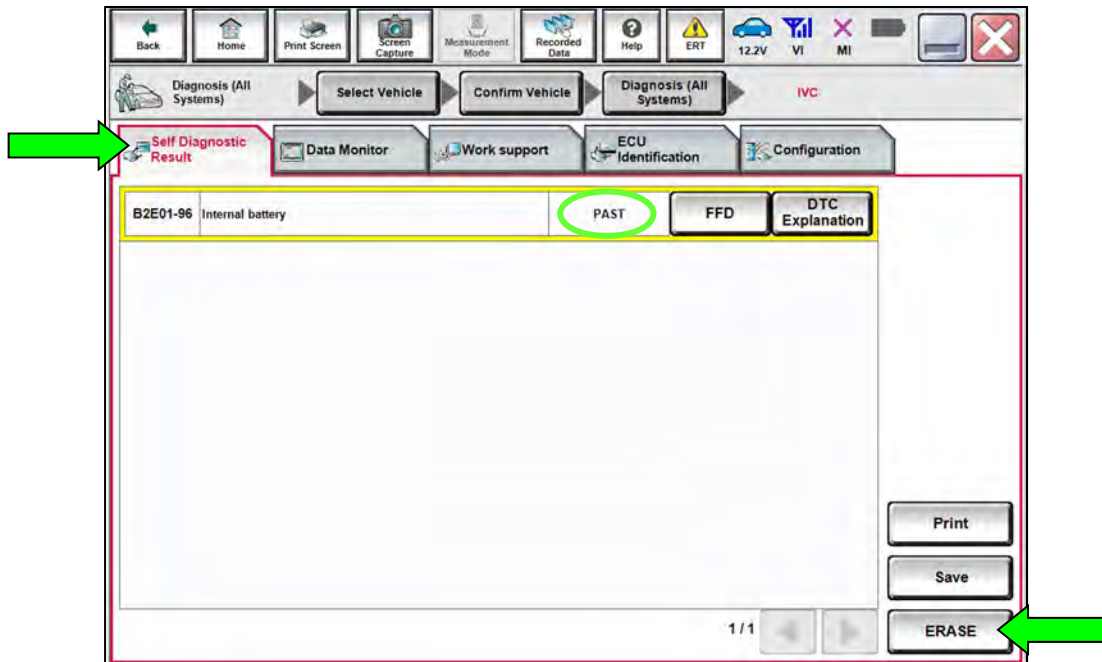 Back
Home
Print Screen
Screen
Capture
Measurement
Mode
Recorded
Data
Help
ERT
12.2V
VI
MI
Diagnosis (All
Systems)
Select Vehicle
Confirm Vehicle
Diagnosis (All
Systems)
IVC
Self Diagnostic
Result
Data Monitor
Work support
ECU
Identification
Configuration
B2E01-96
Internal battery
PAST
FFD
DTC
Explanation
Print
Save
1/1
ERASE